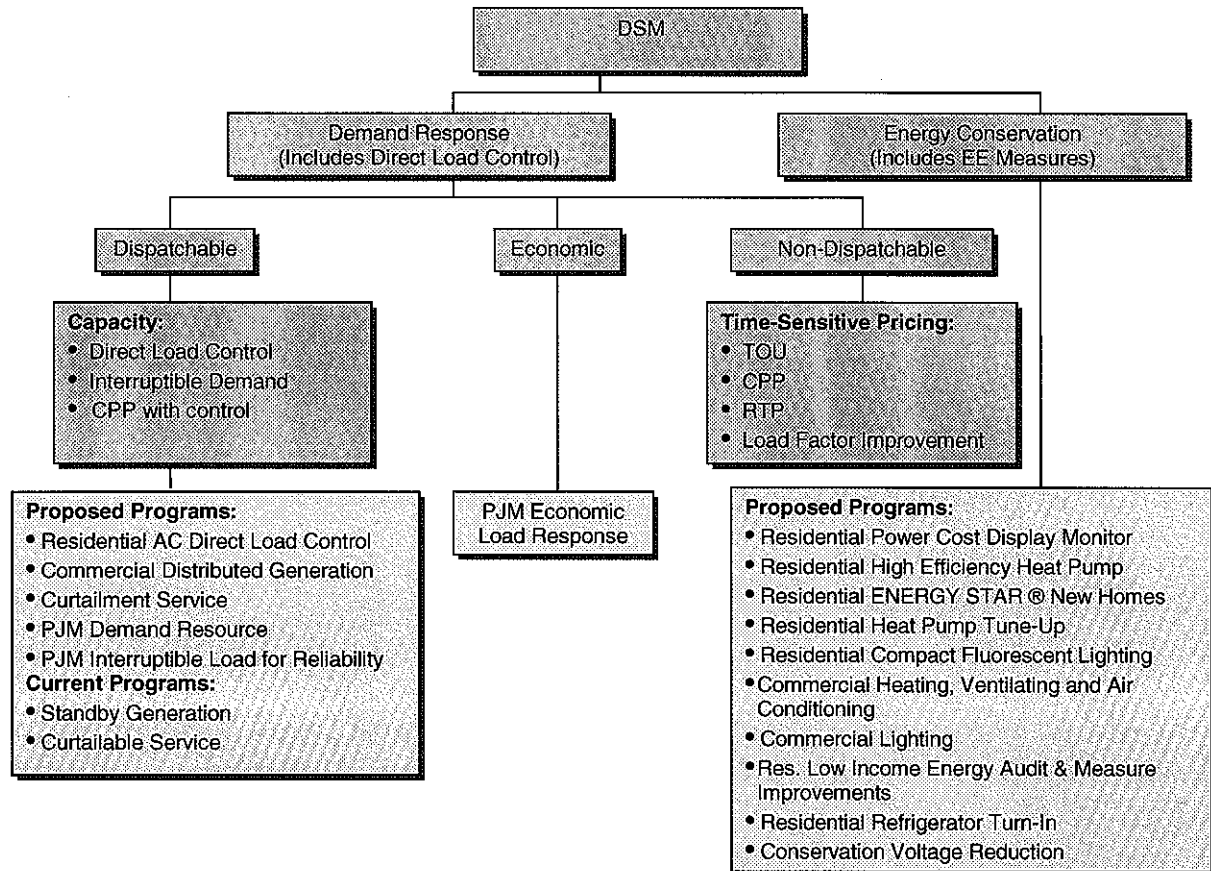 DSM
Demand Response
(Includes Direct Load Control)
Energy Conservation
(Includes EE Measures)
Dispatchable
Economic
Non-Dispatchable
Capacity:
• Direct Load Control
• Interruptible Demand
• CPP with control
Time-Sensitive Pricing:
• TOU
• CPP
• RTP
• Load Factor Improvement
Proposed Programs:
• Residential AC Direct Load Control
• Commercial Distributed Generation
• Curtailment Service
• PJM Demand Resource
• PJM Interruptible Load for Reliability
Current Programs:
• Standby Generation
• Curtailable Service
PJM Economic
Load Response
Proposed Programs:
• Residential Power Cost Display Monitor
• Residential High Efficiency Heat Pump
• Residential ENERGY STAR ® New Homes
• Residential Heat Pump Tune-Up
• Residential Compact Fluorescent Lighting
• Commercial Heating, Ventilating and Air
Conditioning
• Commercial Lighting
• Res. Low Income Energy Audit & Measure
Improvements
• Residential Refrigerator Turn-In
• Conservation Voltage Reduction